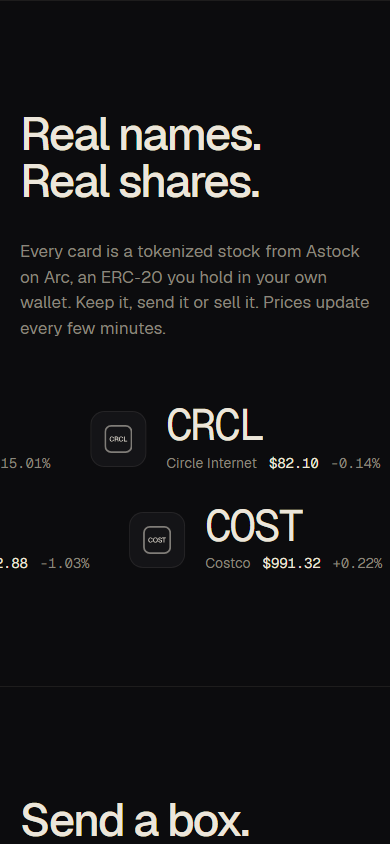 Real names.
Real shares.
Every card is a tokenized stock from Astock
on Arc, an ERC-20 you hold in your own
wallet. Keep it, send it or sell it. Prices update
every few minutes.
CRCL
CRCL
15.01%
Circle Internet $82.10 -0.14%
COST
COST
2.88 -1.03%
Costco $991.32 +0.22%
Send a box.